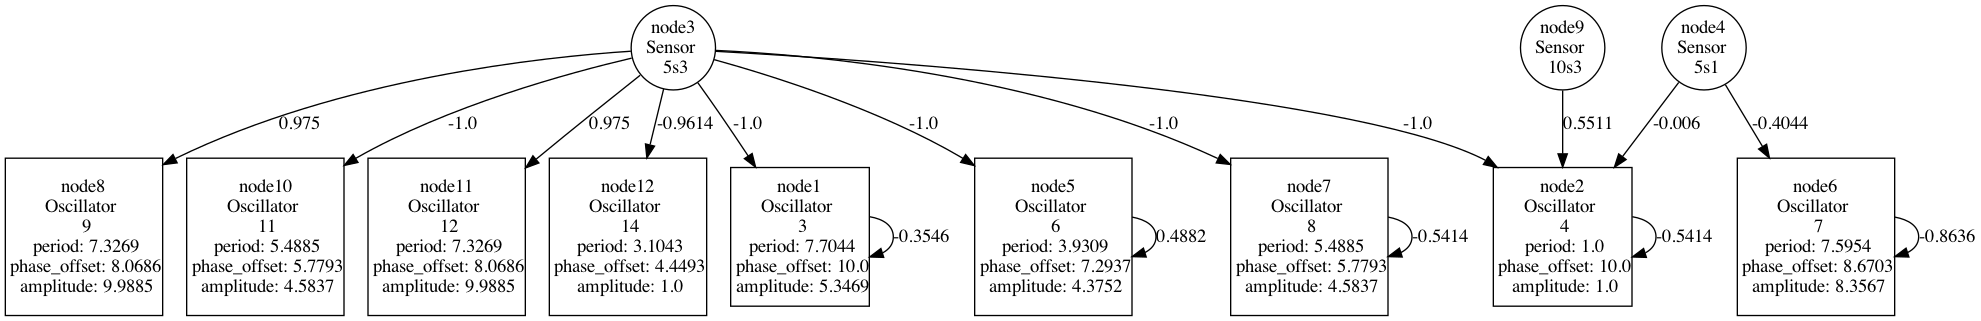 node3
Sensor
5s3
node9
Sensor
10s3
node4
Sensor
5s1
0.975
-1.0
0.975
-0.9614
-1.0
-1.0
-1.0
-1.0
0.5511
-0.006
-0.4044
node8
Oscillator
9
period: 7.3269
phase_offset: 8.0686
amplitude: 9.9885
node10
Oscillator
11
period: 5.4885
phase_offset: 5.7793
amplitude: 4.5837
node11
Oscillator
12
period: 7.3269
phase_offset: 8.0686
amplitude: 9.9885
node12
Oscillator
14
period: 3.1043
phase_offset: 4.4493
amplitude: 1.0
node1
Oscillator
3
period: 7.7044
phase_offset: 10.0
amplitude: 5.3469
-0.3546
node5
Oscillator
6
period: 3.9309
phase_offset: 7.2937
amplitude: 4.3752
0.4882
node7
Oscillator
8
period: 5.4885
phase_offset: 5.7793
amplitude: 4.5837
-0.5414
node2
Oscillator
4
period: 1.0
phase_offset: 10.0
amplitude: 1.0
-0.5414
node6
Oscillator
7
period: 7.5954
phase_offset: 8.6703
amplitude: 8.3567
-0.8636